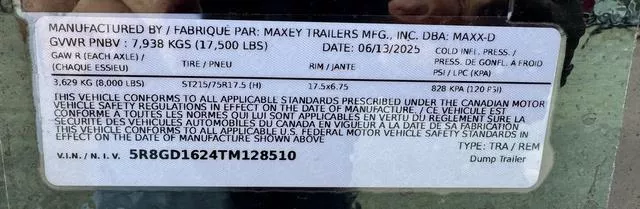 MANUFACTURED BY / FABRIQUÉ PAR: MAXEY TRAILERS MFG., INC. DBA: MAXX-D
GVWR PNBV : 7,938 KGS (17,500 LBS) DATE: 06/13/2025 COLD INFL. PRESS. /
GAW R (EACH AXLE) / TIRE / PNEU RIM / JANTE PRESS. DE GONFL. À FROID
(CHAQUE ESSIEU) PSI / LPC (KPA)
3,629 KG (8,000 LBS) ST215/75R17.5 (H) 17.5x6.75 828 KPA (120 PSI)
THIS VEHICLE CONFORMS TO ALL APPLICABLE STANDARDS PRESCRIBED UNDER THE CANADIAN MOTOR
VEHICLE SAFETY REGULATIONS IN EFFECT ON THE DATE OF MANUFACTURE / CE VÉHICULE EST
CONFORME A TOUTES LES NORMES QUI LUI SONT APPLICABLES EN VERTU DU RÈGLEMENT SUR LA
SÉCURITÉ DES VÉHICULES AUTOMOBILES DU CANADA EN VIGUEUR À LA DATE DE SA FABRICATION
THIS VEHICLE CONFORMS TO ALL APPLICABLE U.S. FEDERAL MOTOR VEHICLE SAFETY STANDARDS IN
EFFECT ON THE DATE OF MANUFACTURE SHOWN ABOVE
TYPE: TRA / REM
V.I.N. / N. I. V. 5R8GD1624TM128510 Dump Trailer